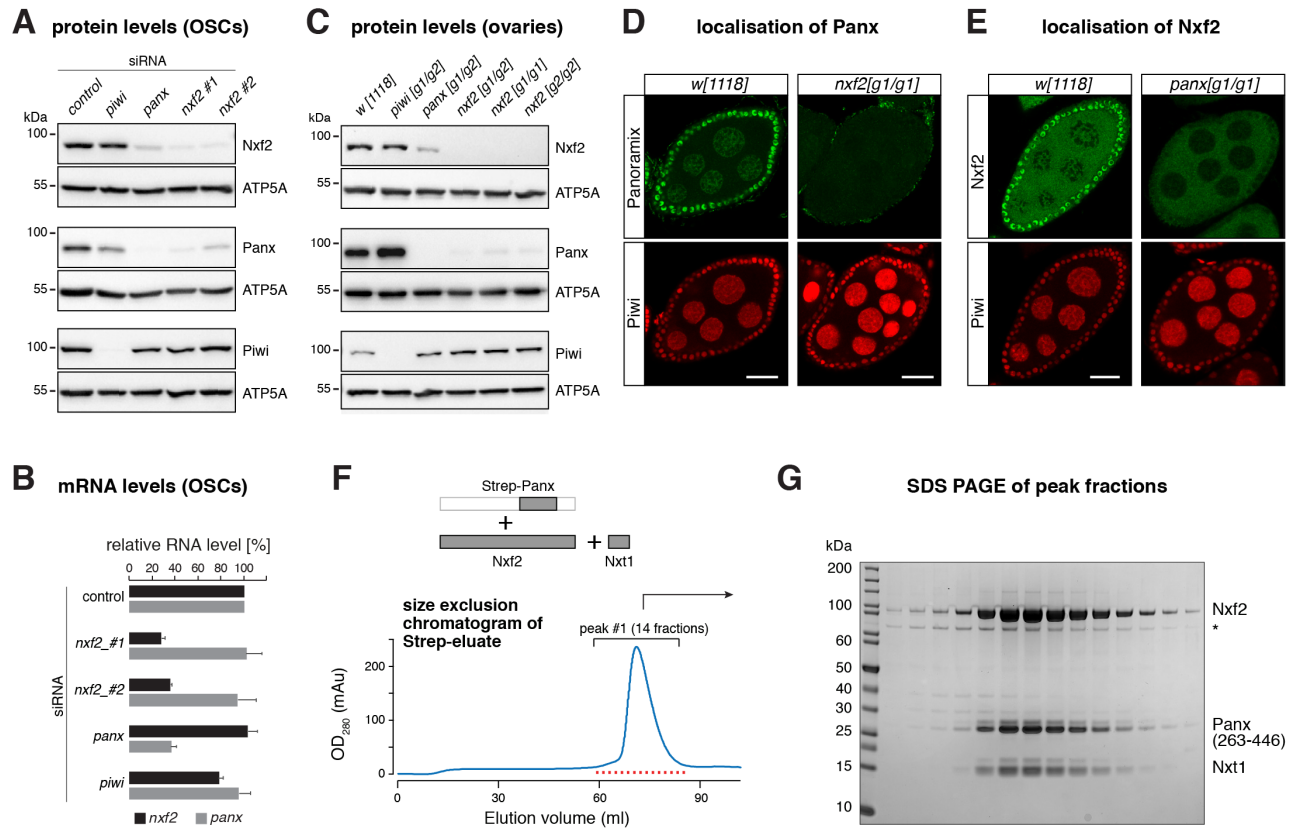 A protein levels (OSCs)
siRNA
control
piwi
panx
nxf2 #1
nxf2 #2
kDa
100
Nxf2
55
ATP5A
100
Panx
55
ATP5A
100
Piwi
55
ATP5A
C protein levels (ovaries)
w [1118]
piwi [g1/g2]
panx [g1/g2]
nxf2 [g1/g2]
nxf2 [g1/g1]
nxf2 [g2/g2]
kDa
100
Nxf2
55
ATP5A
100
Panx
55
ATP5A
100
Piwi
55
ATP5A
D localisation of Panx
w[1118] nxf2[g1/g1]
Panoramix
Piwi
E localisation of Nxf2
w[1118] panx[g1/g1]
Nxf2
Piwi
B mRNA levels (OSCs)
relative RNA level [%]
0 20 40 60 80 100
siRNA
control
nxf2_#1
nxf2_#2
panx
piwi
nxf2 panx
F
Strep-Panx
+
Nxf2
+
Nxt1
size exclusion
chromatogram of
Strep-eluate
peak #1 (14 fractions)
OD280 (mAu)
200
100
0
0 30 60 90
Elution volume (ml)
G SDS PAGE of peak fractions
kDa
200
100
60
50
40
30
25
15
10
Nxf2
*
Panx
(263-446)
Nxt1